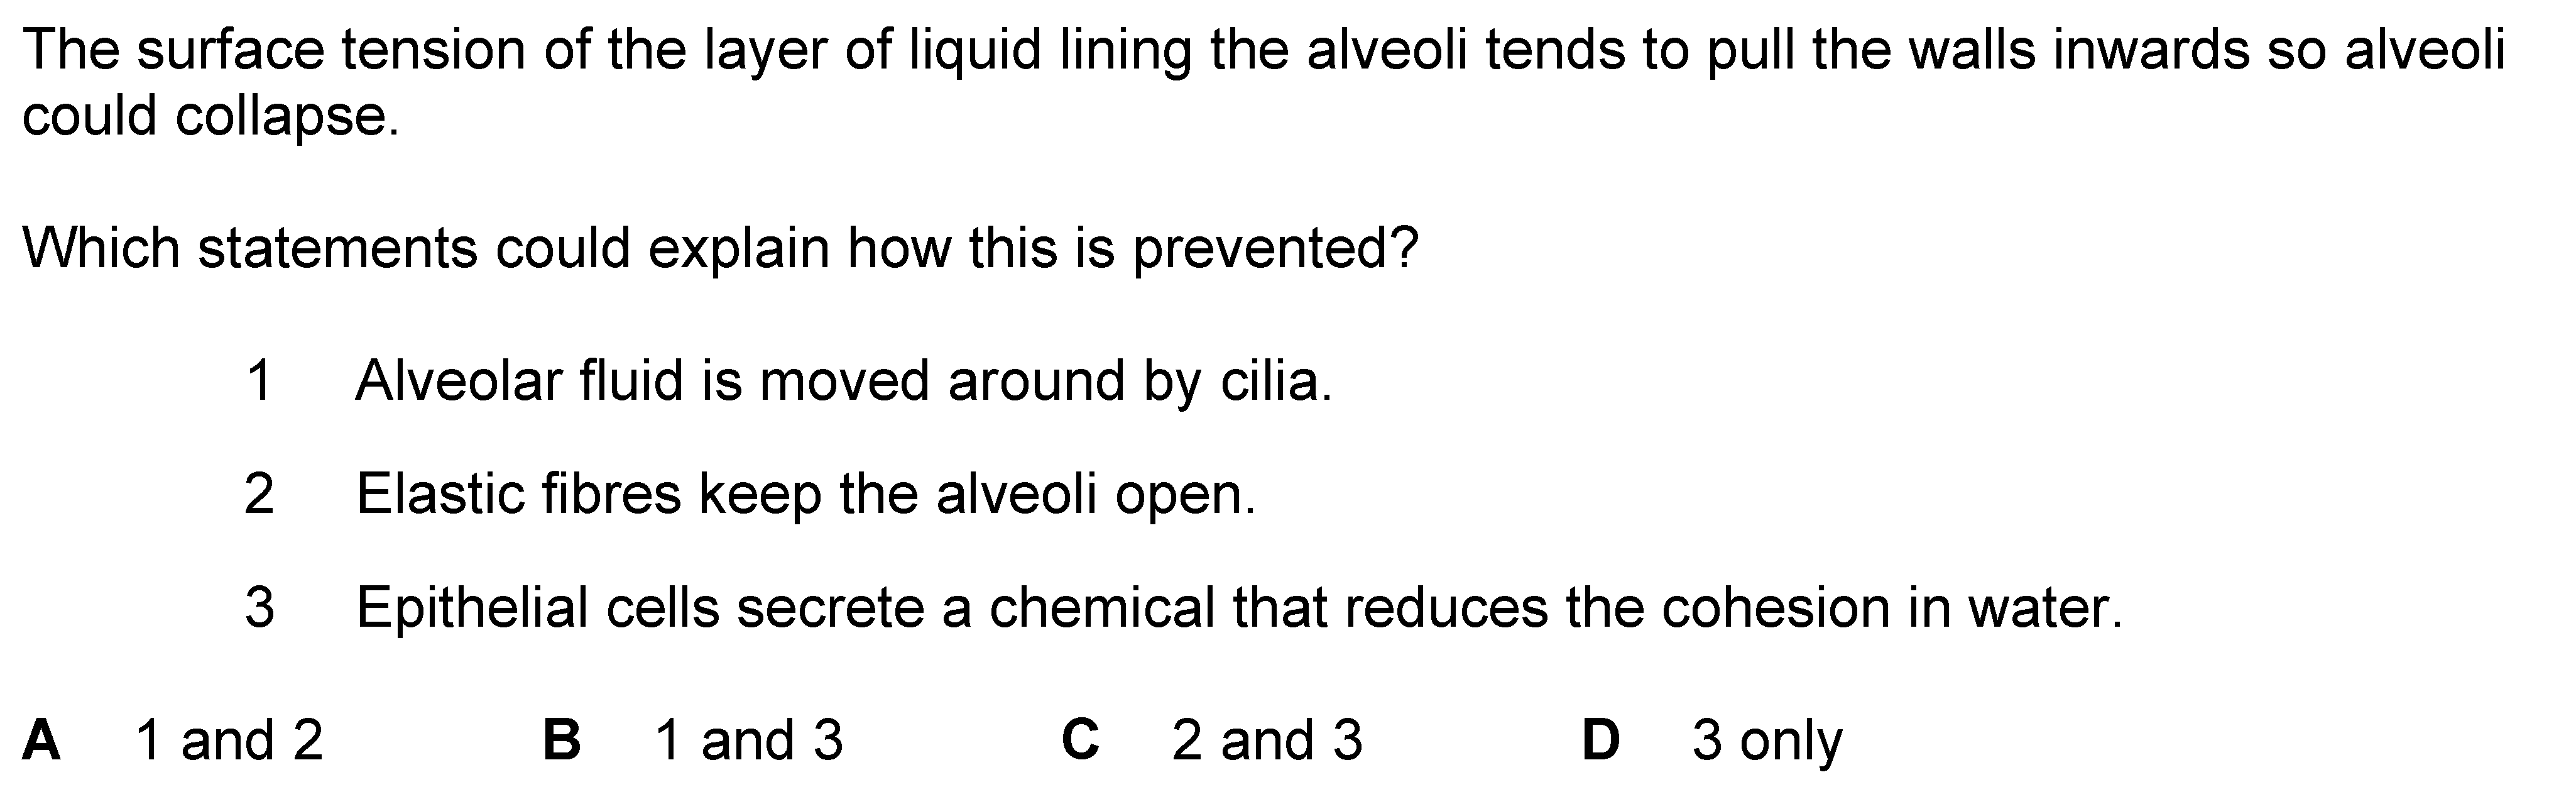 The surface tension of the layer of liquid lining the alveoli tends to pull the walls inwards so alveoli
could collapse.
Which statements could explain how this is prevented?
1 Alveolar fluid is moved around by cilia.
2 Elastic fibres keep the alveoli open.
3 Epithelial cells secrete a chemical that reduces the cohesion in water.
A 1 and 2 B 1 and 3 C 2 and 3 D 3 only